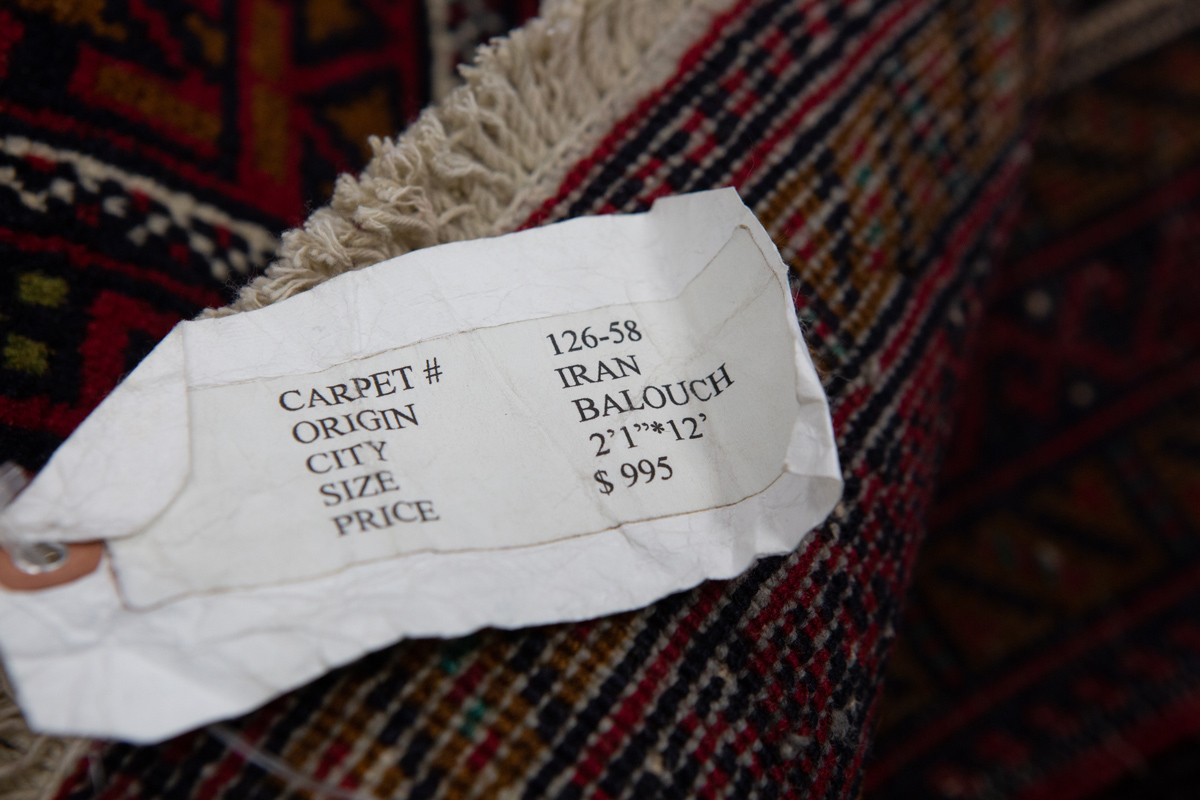 CARPET # 126-58
ORIGIN IRAN
CITY BALOUCH
SIZE 2’1”*12’
PRICE $ 995